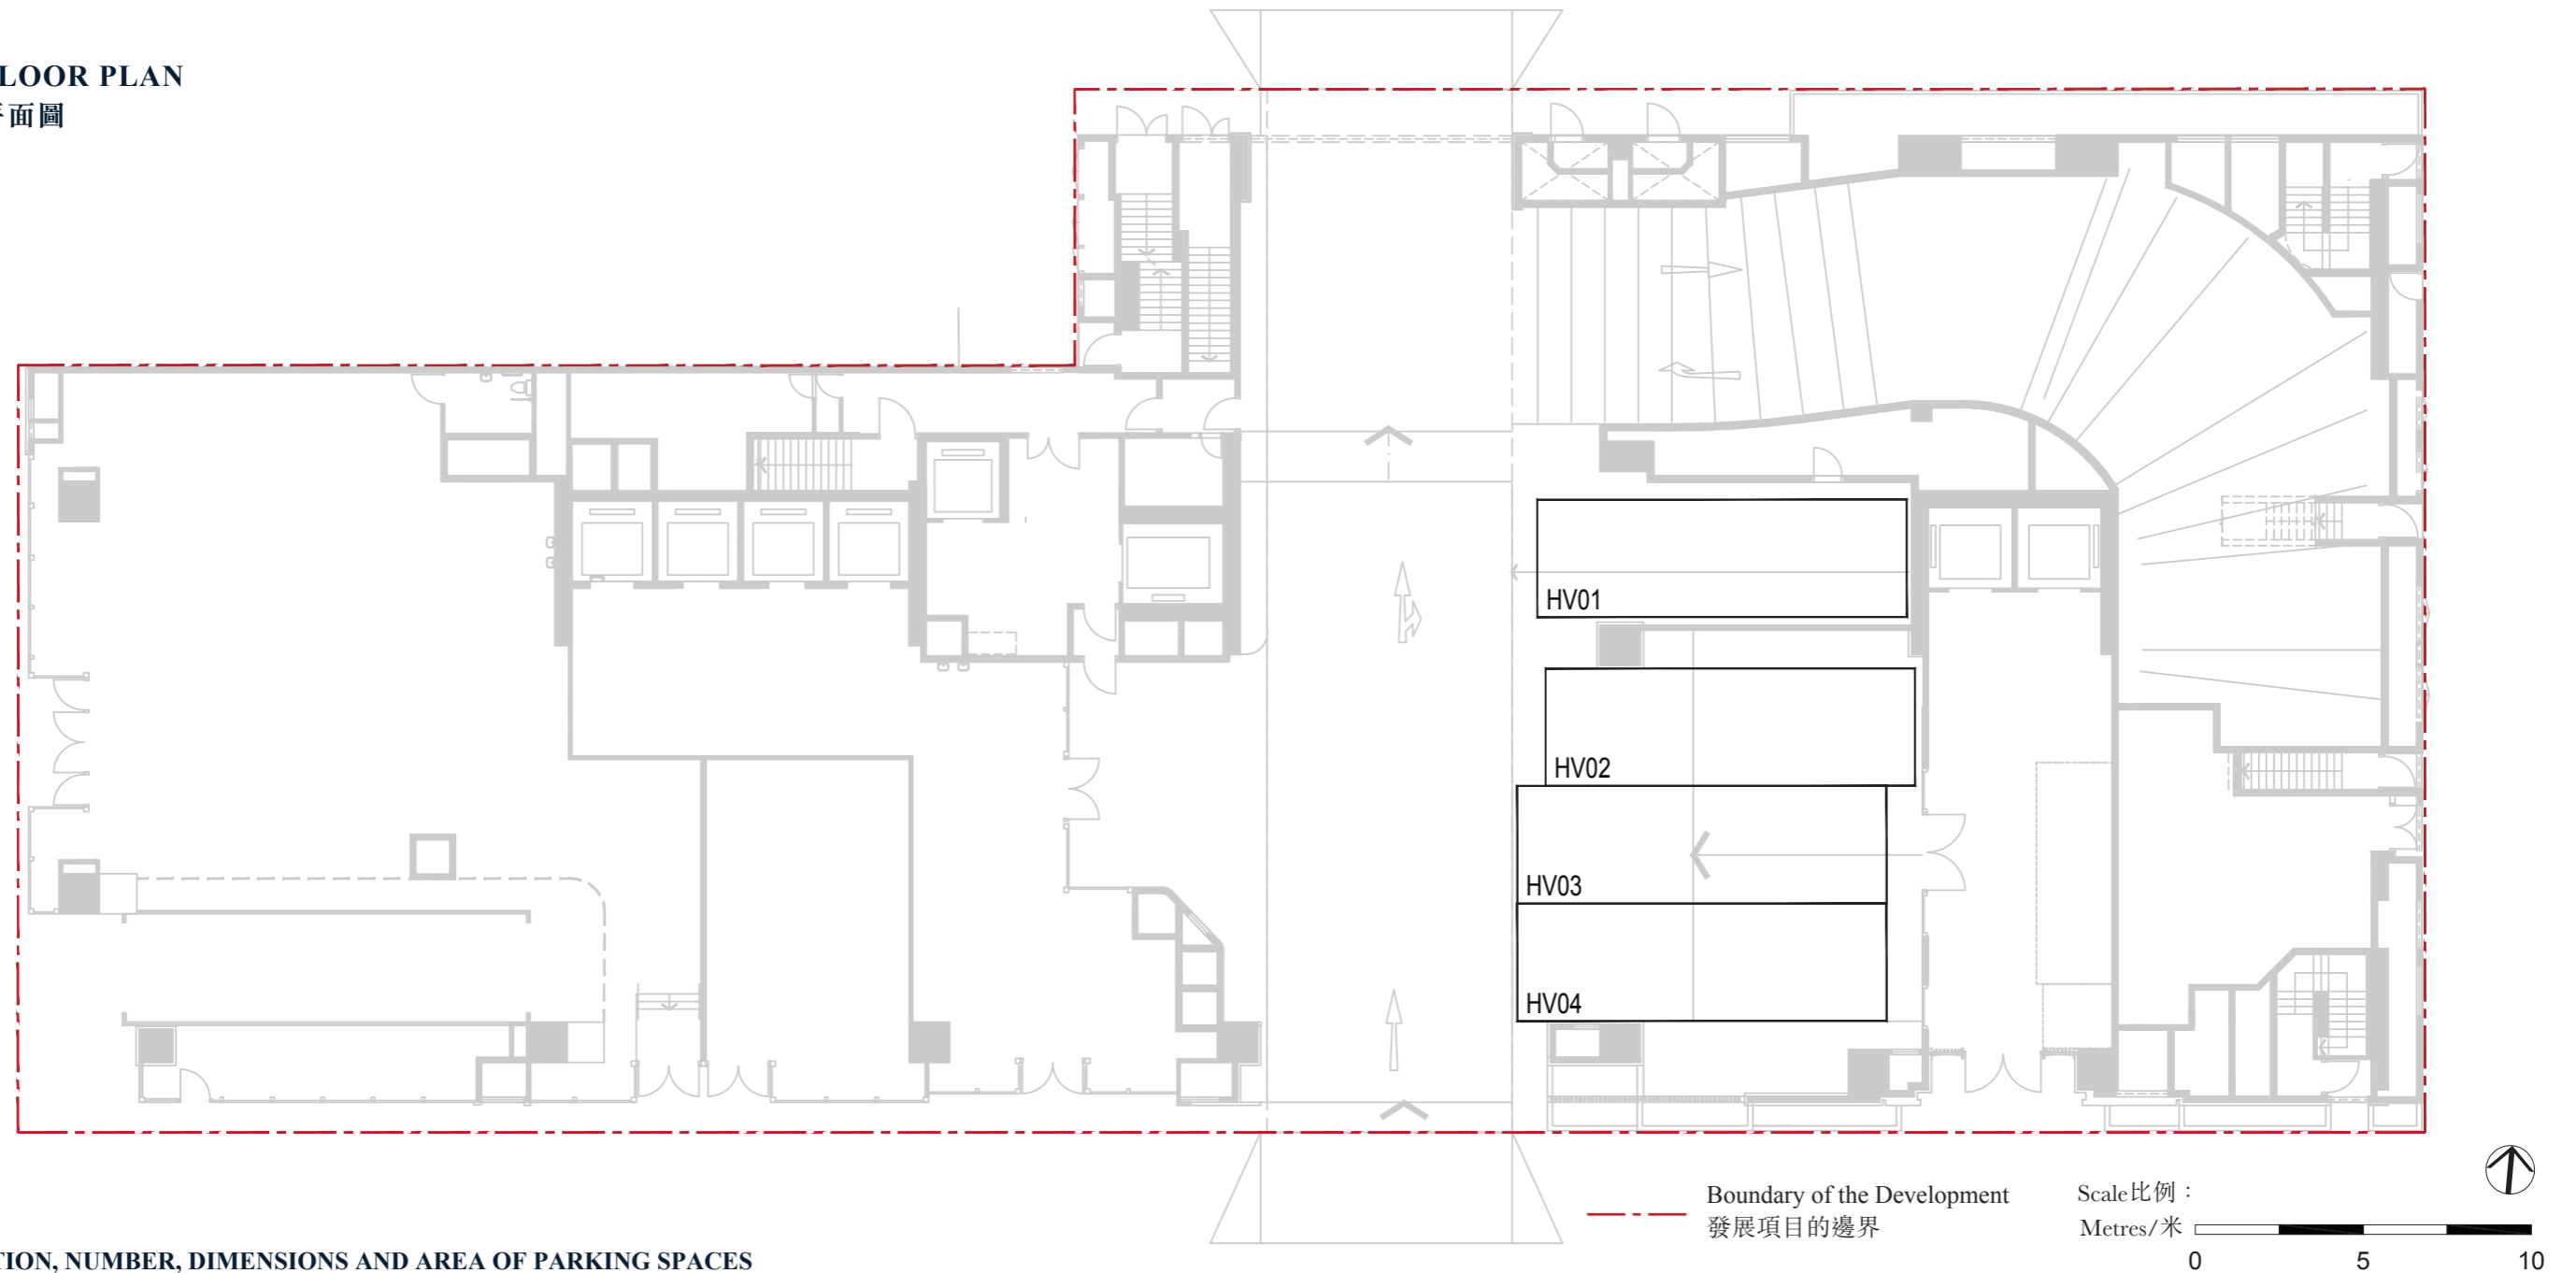 LOOR PLAN
平面圖
HV01
HV02
HV03
HV04
Boundary of the Development
發展項目的邊界
Scale比例：
Metres/米
0 5 10
TION, NUMBER, DIMENSIONS AND AREA OF PARKING SPACES